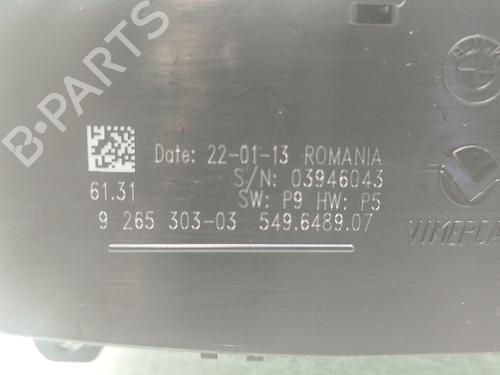 B-PARTS
BMW
Date: 22-01-13 ROMANIA
S/N: 03946043
61.31 SW: P9 HW: P5
9 265 303-03 549.6489.07